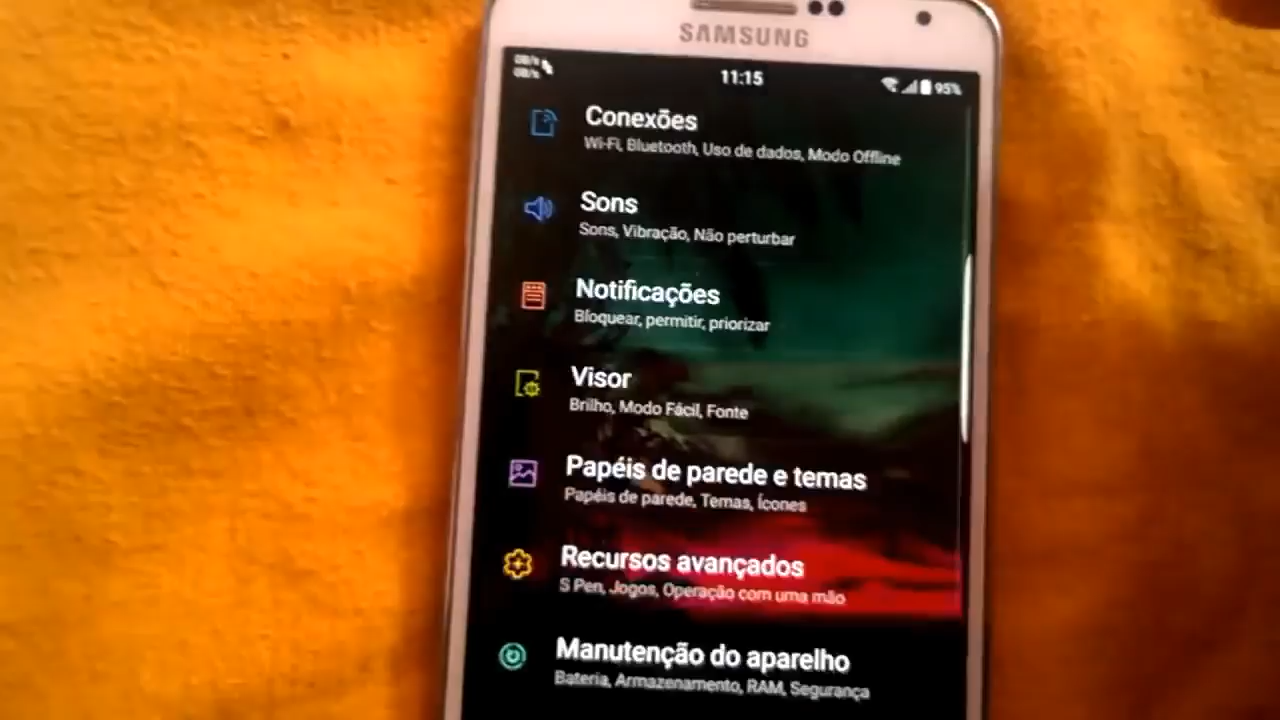 SAMSUNG
0B/s
0B/s
11:15
95%
Conexões
Wi-Fi, Bluetooth, Uso de dados, Modo Offline
Sons
Sons, Vibração, Não perturbar
Notificações
Bloquear, permitir, priorizar
Visor
Brilho, Modo Fácil, Fonte
Papéis de parede e temas
Papéis de parede, Temas, Ícones
Recursos avançados
S Pen, Jogos, Operação com uma mão
Manutenção do aparelho
Bateria, Armazenamento, RAM, Segurança